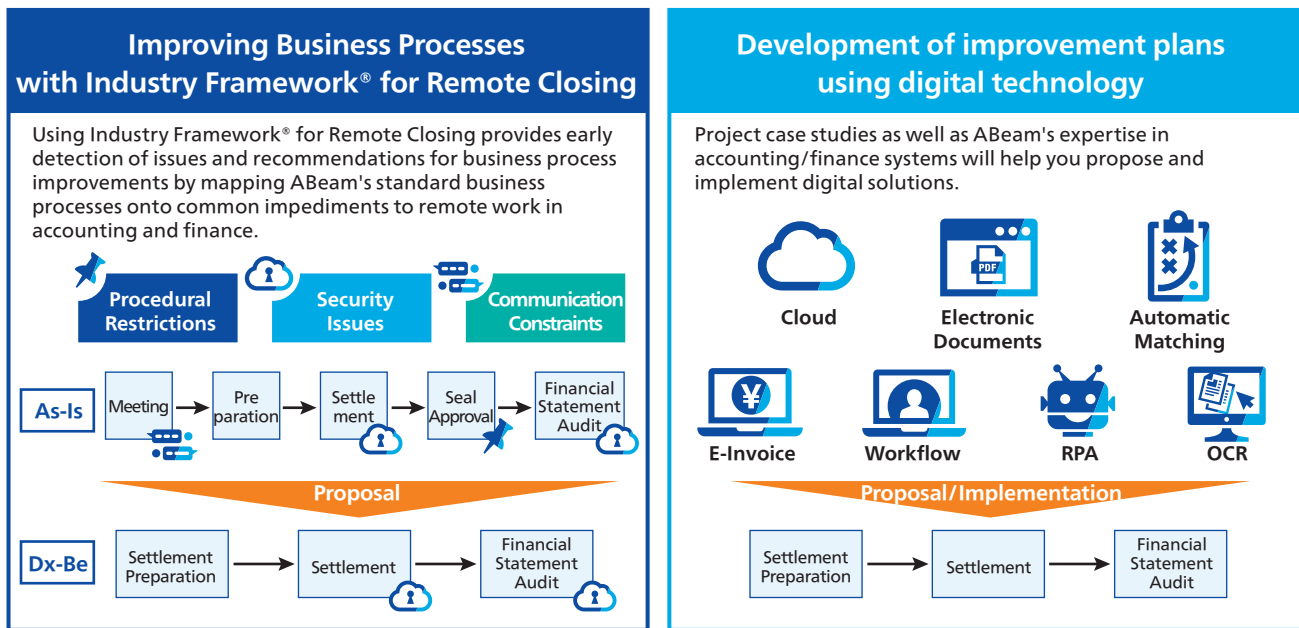 Improving Business Processes
with Industry Framework® for Remote Closing
Using Industry Framework® for Remote Closing provides early
detection of issues and recommendations for business process
improvements by mapping ABeam's standard business
processes onto common impediments to remote work in
accounting and finance.
Procedural
Restrictions
Security
Issues
Communication
Constraints
As-Is
Meeting
Pre
paration
Settle
ment
Seal
Approval
Financial
Statement
Audit
Proposal
Dx-Be
Settlement
Preparation
Settlement
Financial
Statement
Audit
Development of improvement plans
using digital technology
Project case studies as well as ABeam's expertise in
accounting/finance systems will help you propose and
implement digital solutions.
Cloud
PDF
Electronic
Documents
Automatic
Matching
¥
E-Invoice
Workflow
RPA
OCR
Proposal/Implementation
Settlement
Preparation
Settlement
Financial
Statement
Audit